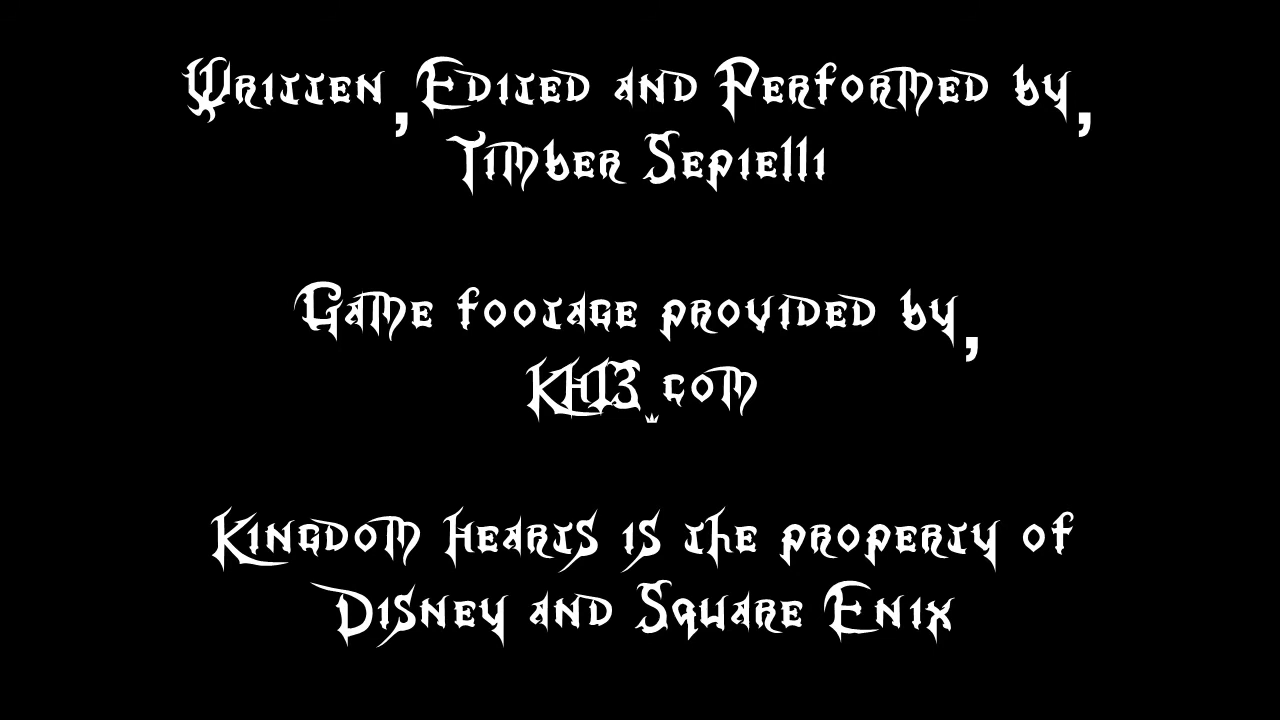 Written, Edited and Performed by,
Timber Sepielli
Game footage provided by,
KH13.com
Kingdom Hearts is the property of
Disney and Square Enix